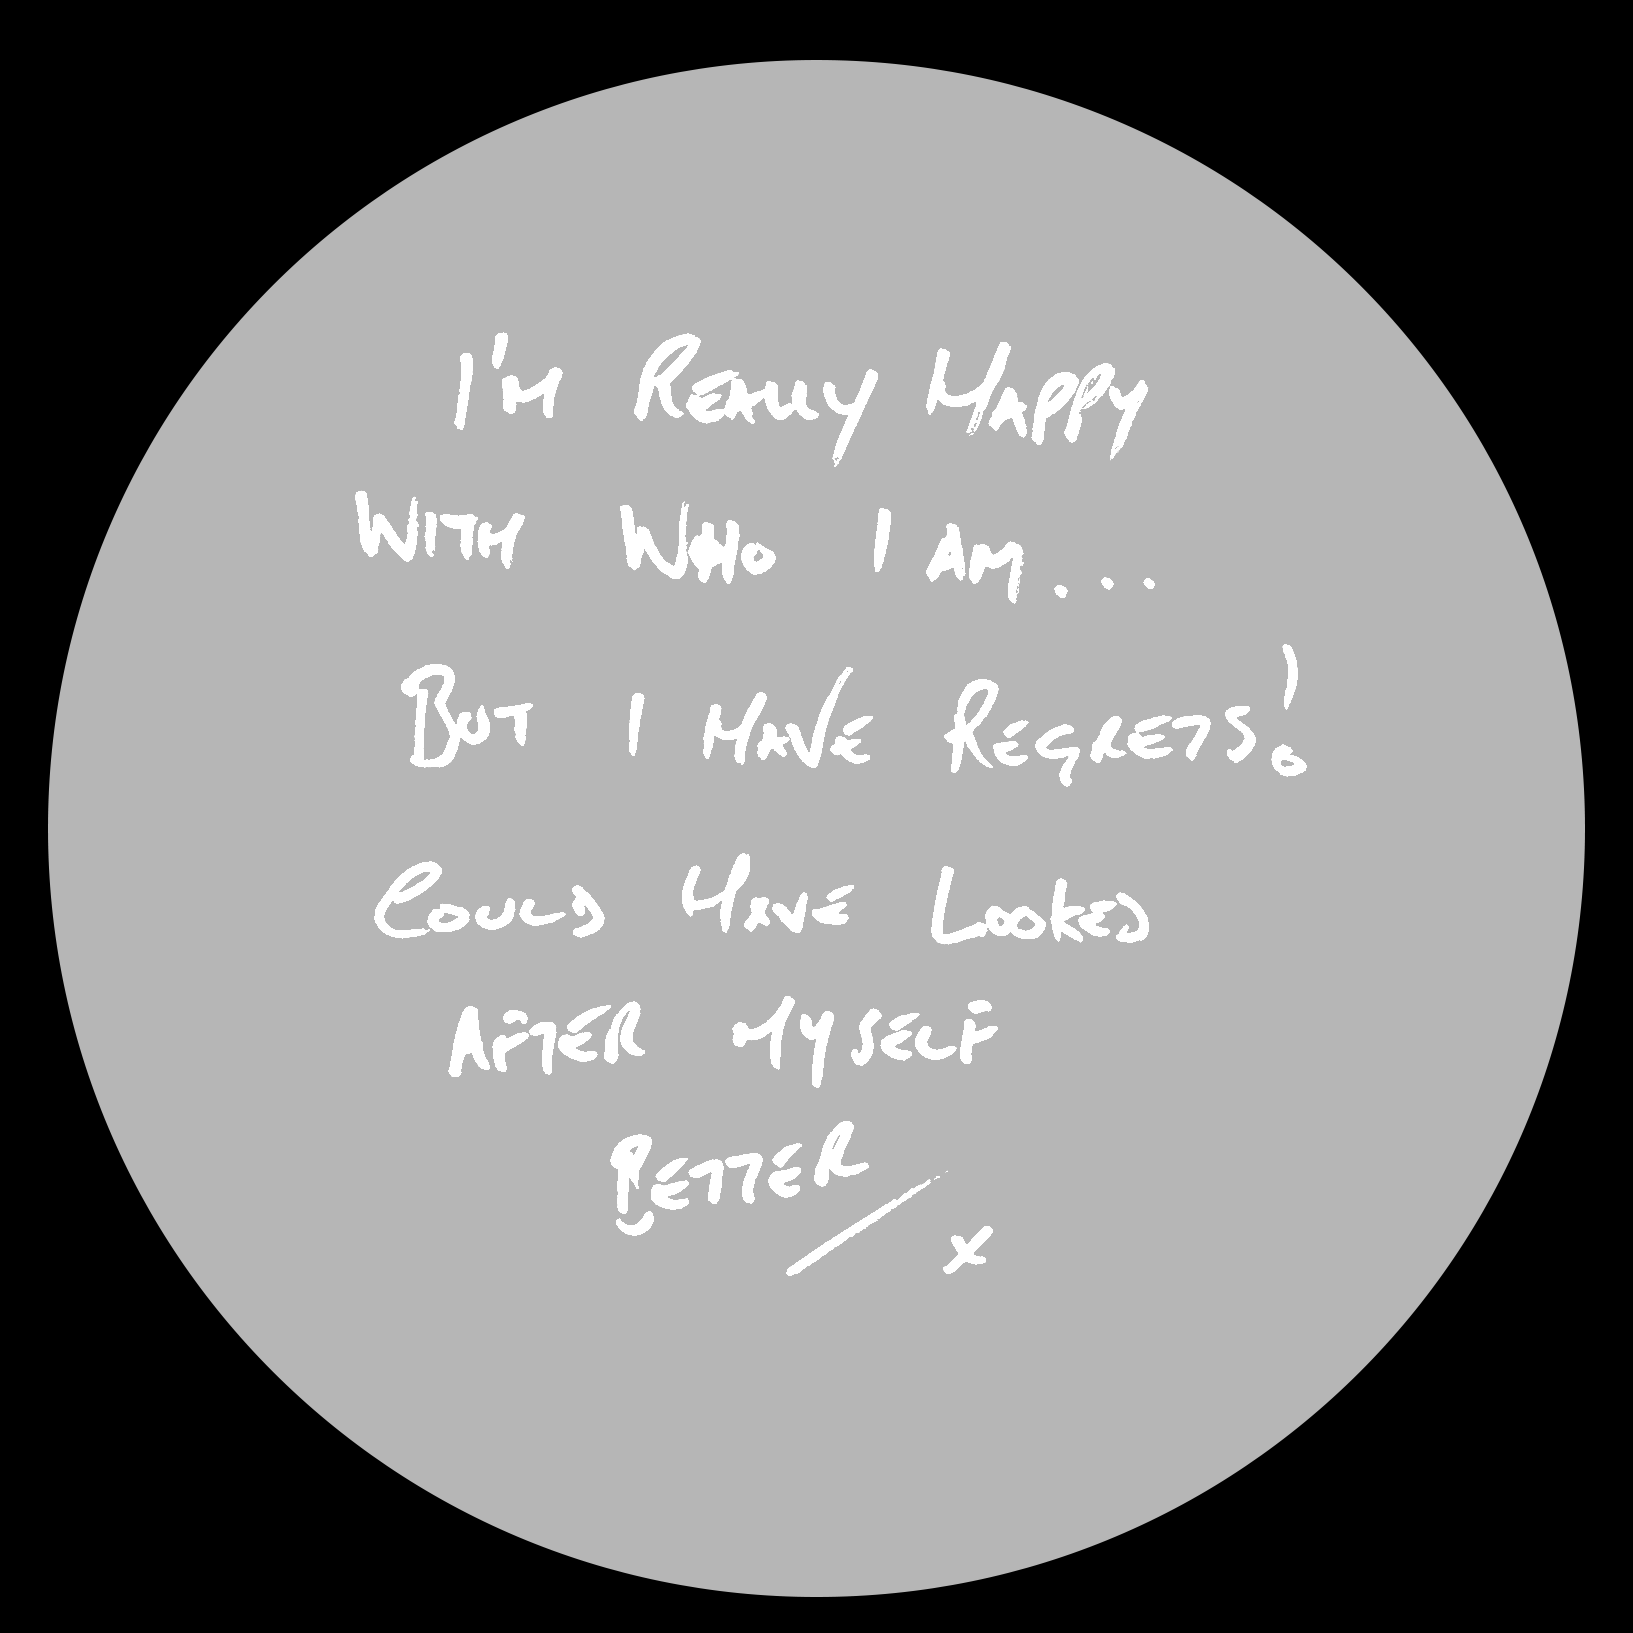 I'M REALLY HAPPY
WITH WHO I AM...
BUT I HAVE REGRETS!
COULD HAVE LOOKED
AFTER MYSELF
BETTER
x